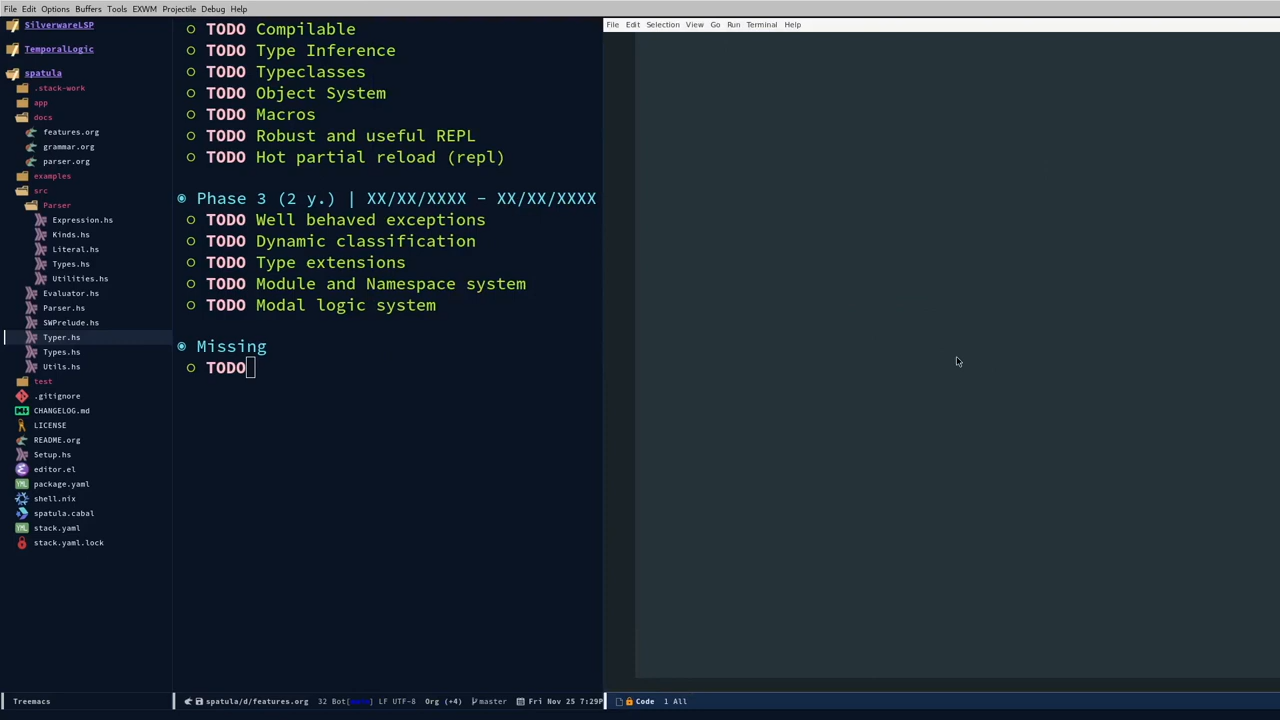 File Edit Options Buffers Tools EXWM Projectile Debug Help
SilverwareLSP
TemporalLogic
spatula
.stack-work
app
docs
features.org
grammar.org
parser.org
examples
src
Parser
Expression.hs
Kinds.hs
Literal.hs
Types.hs
Utilities.hs
Evaluator.hs
Parser.hs
SWPrelude.hs
Typer.hs
Types.hs
Utils.hs
test
.gitignore
CHANGELOG.md
LICENSE
README.org
Setup.hs
editor.el
package.yaml
shell.nix
spatula.cabal
stack.yaml
stack.yaml.lock
Treemacs
TODO Compilable
TODO Type Inference
TODO Typeclasses
TODO Object System
TODO Macros
TODO Robust and useful REPL
TODO Hot partial reload (repl)
Phase 3 (2 y.) | XX/XX/XXXX - XX/XX/XXXX
TODO Well behaved exceptions
TODO Dynamic classification
TODO Type extensions
TODO Module and Namespace system
TODO Modal logic system
Missing
TODO
spatula/d/features.org 32 Bot LF UTF-8 Org (+4) master Fri Nov 25 7:29P
File Edit Selection View Go Run Terminal Help
Code 1 All